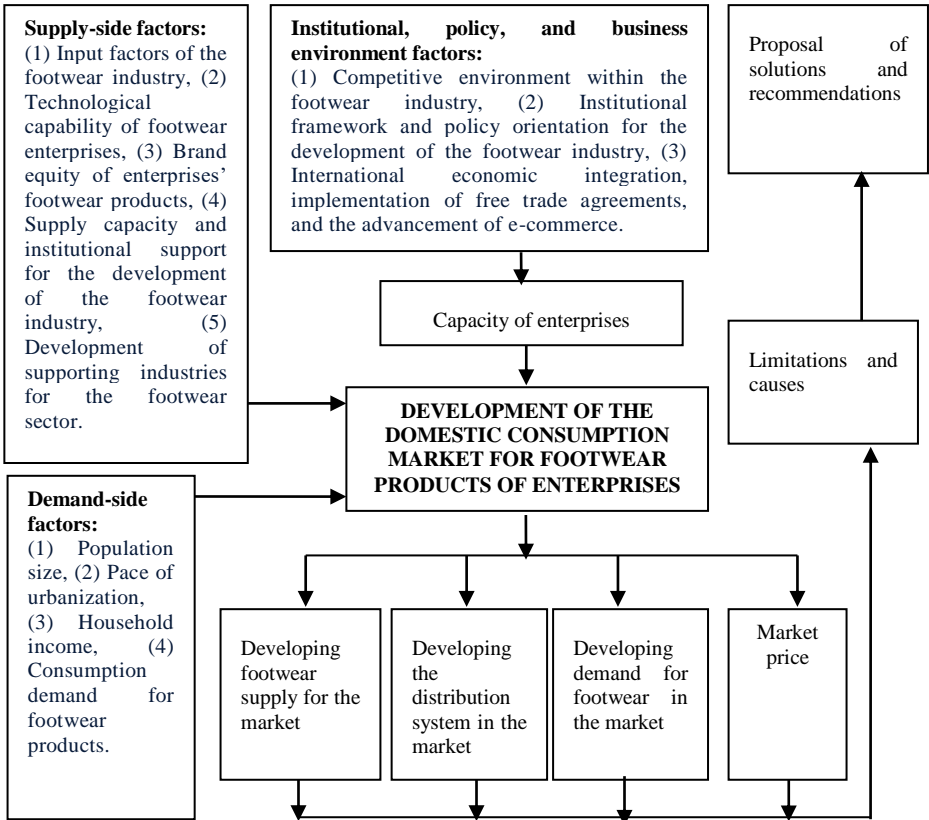 Supply-side factors:
(1) Input factors of the
footwear industry, (2)
Technological
capability of footwear
enterprises, (3) Brand
equity of enterprises’
footwear products, (4)
Supply capacity and
institutional support
for the development
of the footwear
industry, (5)
Development of
supporting industries
for the footwear
sector.
Institutional, policy, and business
environment factors:
(1) Competitive environment within the
footwear industry, (2) Institutional
framework and policy orientation for the
development of the footwear industry, (3)
International economic integration,
implementation of free trade agreements,
and the advancement of e-commerce.
Proposal of
solutions and
recommendations
Capacity of enterprises
Limitations and
causes
DEVELOPMENT OF THE
DOMESTIC CONSUMPTION
MARKET FOR FOOTWEAR
PRODUCTS OF ENTERPRISES
Demand-side
factors:
(1) Population
size, (2) Pace of
urbanization,
(3) Household
income, (4)
Consumption
demand for
footwear
products.
Developing
footwear
supply for the
market
Developing
the
distribution
system in the
market
Developing
demand for
footwear in
the market
Market
price